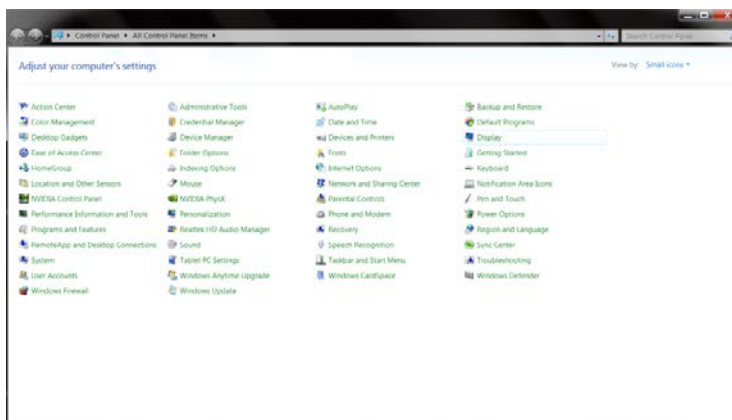 Control Panel ▸ All Control Panel Items ▸ Search Control Panel
Adjust your computer's settings View by: Small icons
Action Center Administrative Tools AutoPlay Backup and Restore
Color Management Credential Manager Date and Time Default Programs
Desktop Gadgets Device Manager Devices and Printers Display
Ease of Access Center Folder Options Fonts Getting Started
HomeGroup Indexing Options Internet Options Keyboard
Location and Other Sensors Mouse Network and Sharing Center Notification Area Icons
NVIDIA Control Panel NVIDIA PhysX Parental Controls Pen and Touch
Performance Information and Tools Personalization Phone and Modem Power Options
Programs and Features Realtek HD Audio Manager Recovery Region and Language
RemoteApp and Desktop Connections Sound Speech Recognition Sync Center
System Tablet PC Settings Taskbar and Start Menu Troubleshooting
User Accounts Windows Anytime Upgrade Windows CardSpace Windows Defender
Windows Firewall Windows Update